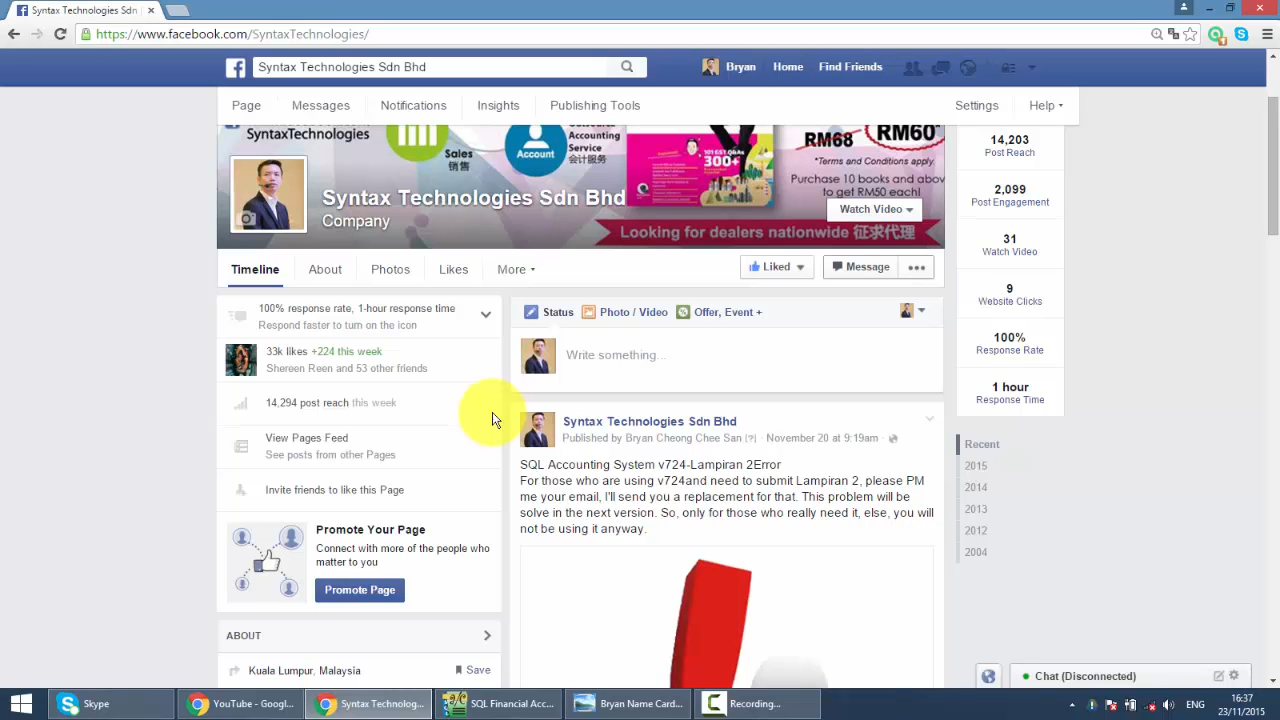 Syntax Technologies Sdn B
https://www.facebook.com/SyntaxTechnologies/
Syntax Technologies Sdn Bhd
Bryan Home Find Friends
Page Messages Notifications Insights Publishing Tools Settings Help
SyntaxTechnologies
Sales
销售
Account
Accounting
Service
会计服务
300+
RM68
RM60
*Terms and Conditions apply.
Purchase 10 books and abov
to get RM50 each!
Syntax Technologies Sdn Bhd
Company
Watch Video
Looking for dealers nationwide 征求代理
Timeline About Photos Likes More
Liked Message
14,203
Post Reach
2,099
Post Engagement
31
Watch Video
9
Website Clicks
100%
Response Rate
1 hour
Response Time
Recent
2015
2014
2013
2012
2004
100% response rate, 1-hour response time
Respond faster to turn on the icon
33k likes +224 this week
Shereen Reen and 53 other friends
14,294 post reach this week
View Pages Feed
See posts from other Pages
Invite friends to like this Page
Promote Your Page
Connect with more of the people who
matter to you
Promote Page
ABOUT
Kuala Lumpur, Malaysia Save
Status Photo / Video Offer, Event +
Write something...
Syntax Technologies Sdn Bhd
Published by Bryan Cheong Chee San [?] · November 20 at 9:19am ·
SQL Accounting System v724-Lampiran 2Error
For those who are using v724and need to submit Lampiran 2, please PM
me your email, I'll send you a replacement for that. This problem will be
solve in the next version. So, only for those who really need it, else, you will
not be using it anyway.
Chat (Disconnected)
Skype
YouTube - Googl...
Syntax Technolog...
SQL Financial Acc...
Bryan Name Card...
Recording...
ENG
16:37
23/11/2015